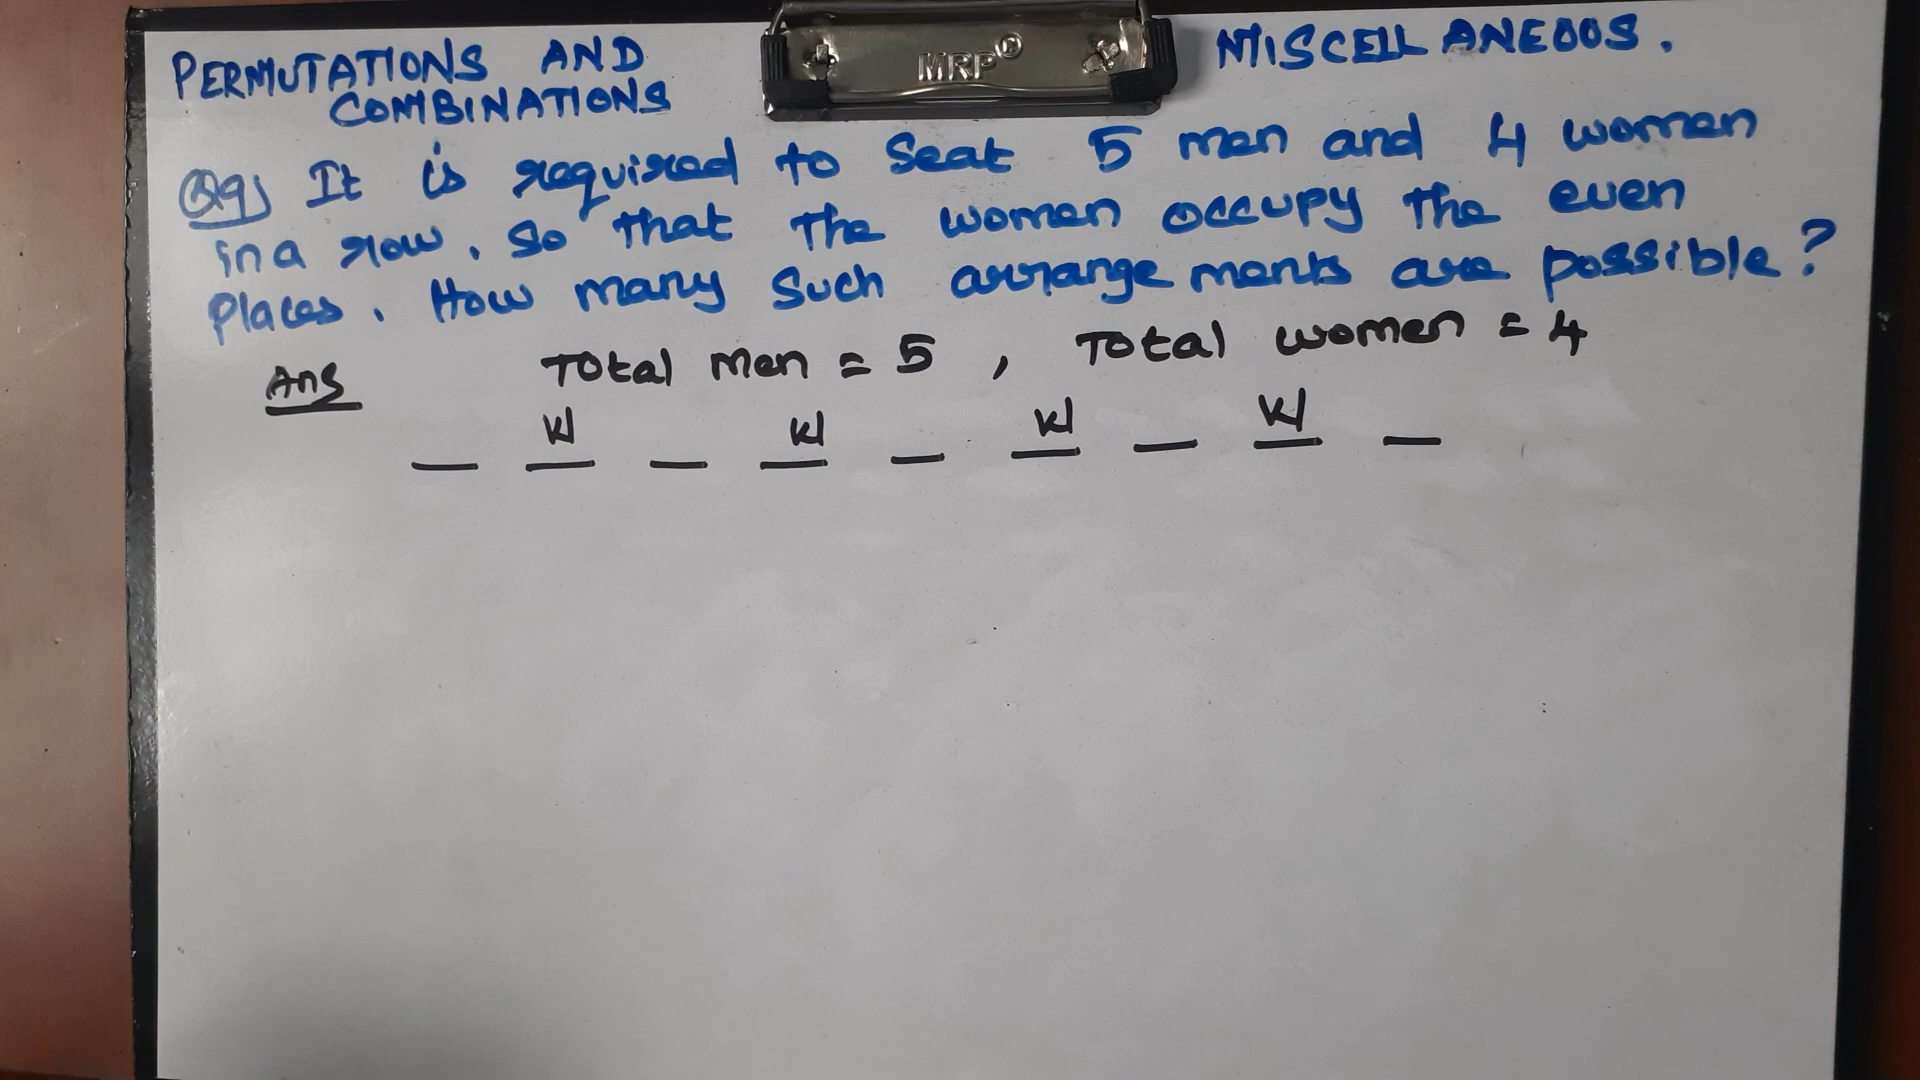 PERMUTATIONS AND COMBINATIONS
MRP®
MISCELLANEOUS.
Q9) It is required to seat 5 men and 4 women
in a row, so that the women occupy the even
places. How many such arrangements are possible?
Ans Total men = 5, Total women = 4
_ W _ W _ W _ W _